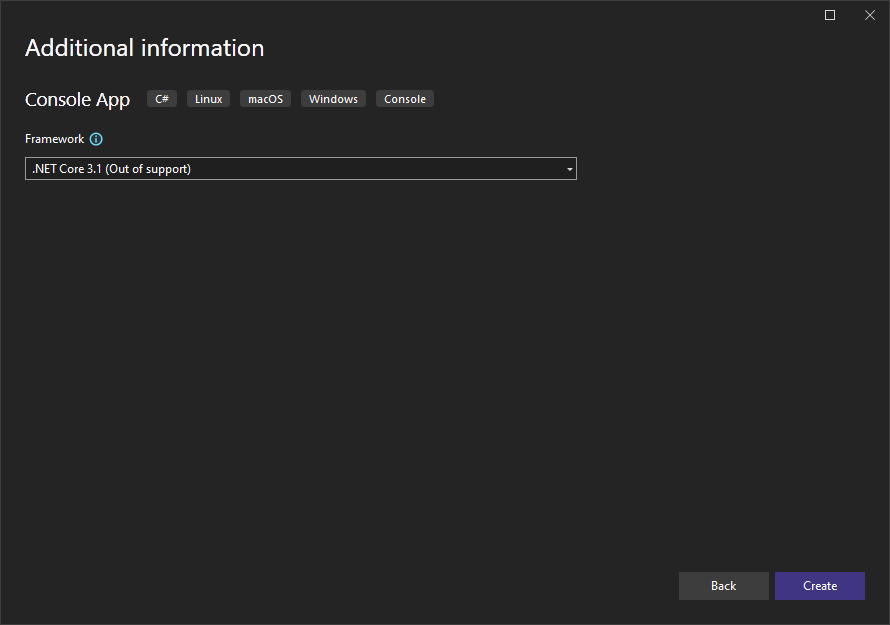 Additional information
Console App C# Linux macOS Windows Console
Framework
.NET Core 3.1 (Out of support)
Back Create